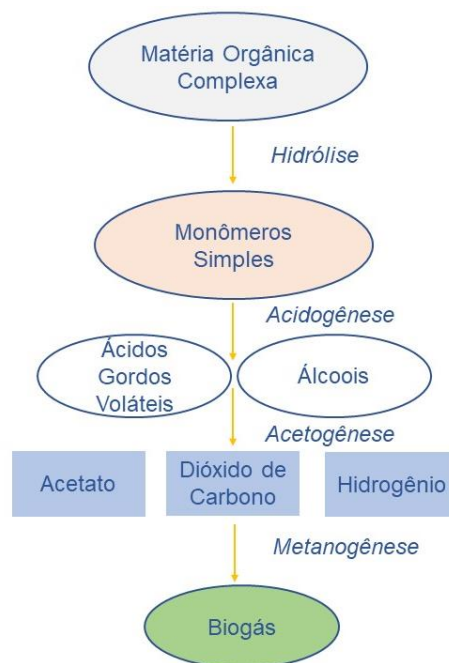 Matéria Orgânica
Complexa
Hidrólise
Monômeros
Simples
Acidogênese
Ácidos
Gordos
Voláteis
Álcoois
Acetogênese
Acetato
Dióxido de
Carbono
Hidrogênio
Metanogênese
Biogás